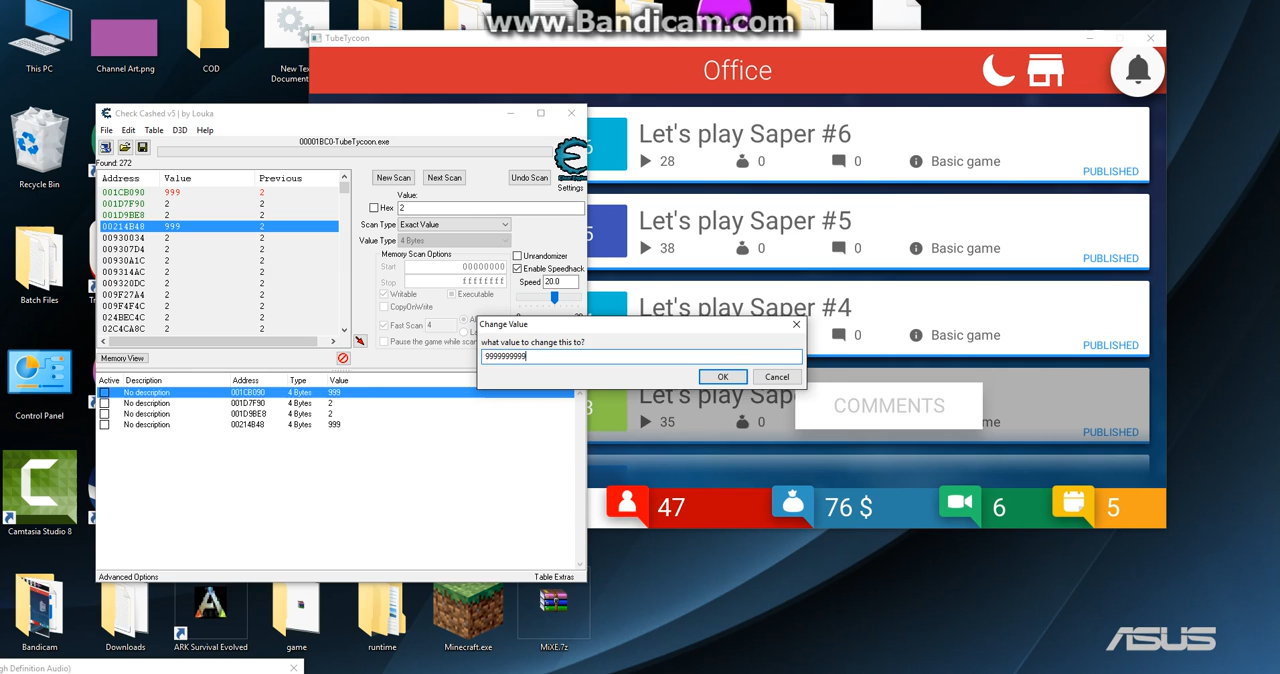 www.Bandicam.com
This PC
Channel Art.png
COD
New Text
Document
TubeTycoon
Office
Recycle Bin
Batch Files
Control Panel
Camtasia Studio 8
Bandicam
Downloads
ARK Survival Evolved
game
runtime
Minecraft.exe
MiXE.7z
gh Definition Audio)
Check Cashed v5 | by Louka
File Edit Table D3D Help
00001BC0-TubeTycoon.exe
Found: 272
Address Value Previous
001CB090 999 2
001D7F90 2 2
001D9BE8 2 2
00214B48 999 2
00930034 2 2
009307D4 2 2
00930A1C 2 2
009314AC 2 2
009320DC 2 2
009F27A4 2 2
009F4F4C 2 2
024BEC4C 2 2
02C4CA8C 2 2
New Scan Next Scan Undo Scan
Settings
Value:
Hex 2
Scan Type Exact Value
Value Type 4 Bytes
Memory Scan Options
Start 00000000
Stop ffffffff
Writable Executable
CopyOnWrite
Fast Scan 4
Pause the game while scan
Unrandomizer
Enable Speedhack
Speed 20.0
Memory View
Active Description Address Type Value
No description 001CB090 4 Bytes 999
No description 001D7F90 4 Bytes 2
No description 001D9BE8 4 Bytes 2
No description 00214B48 4 Bytes 999
Advanced Options Table Extras
Change Value
what value to change this to?
9999999999
OK Cancel
Let's play Saper #6
28 0 0 Basic game
PUBLISHED
Let's play Saper #5
38 0 0 Basic game
PUBLISHED
Let's play Saper #4
0 Basic game
PUBLISHED
Let's play Sap
35 0
COMMENTS
PUBLISHED
47 76 $ 6 5
ASUS